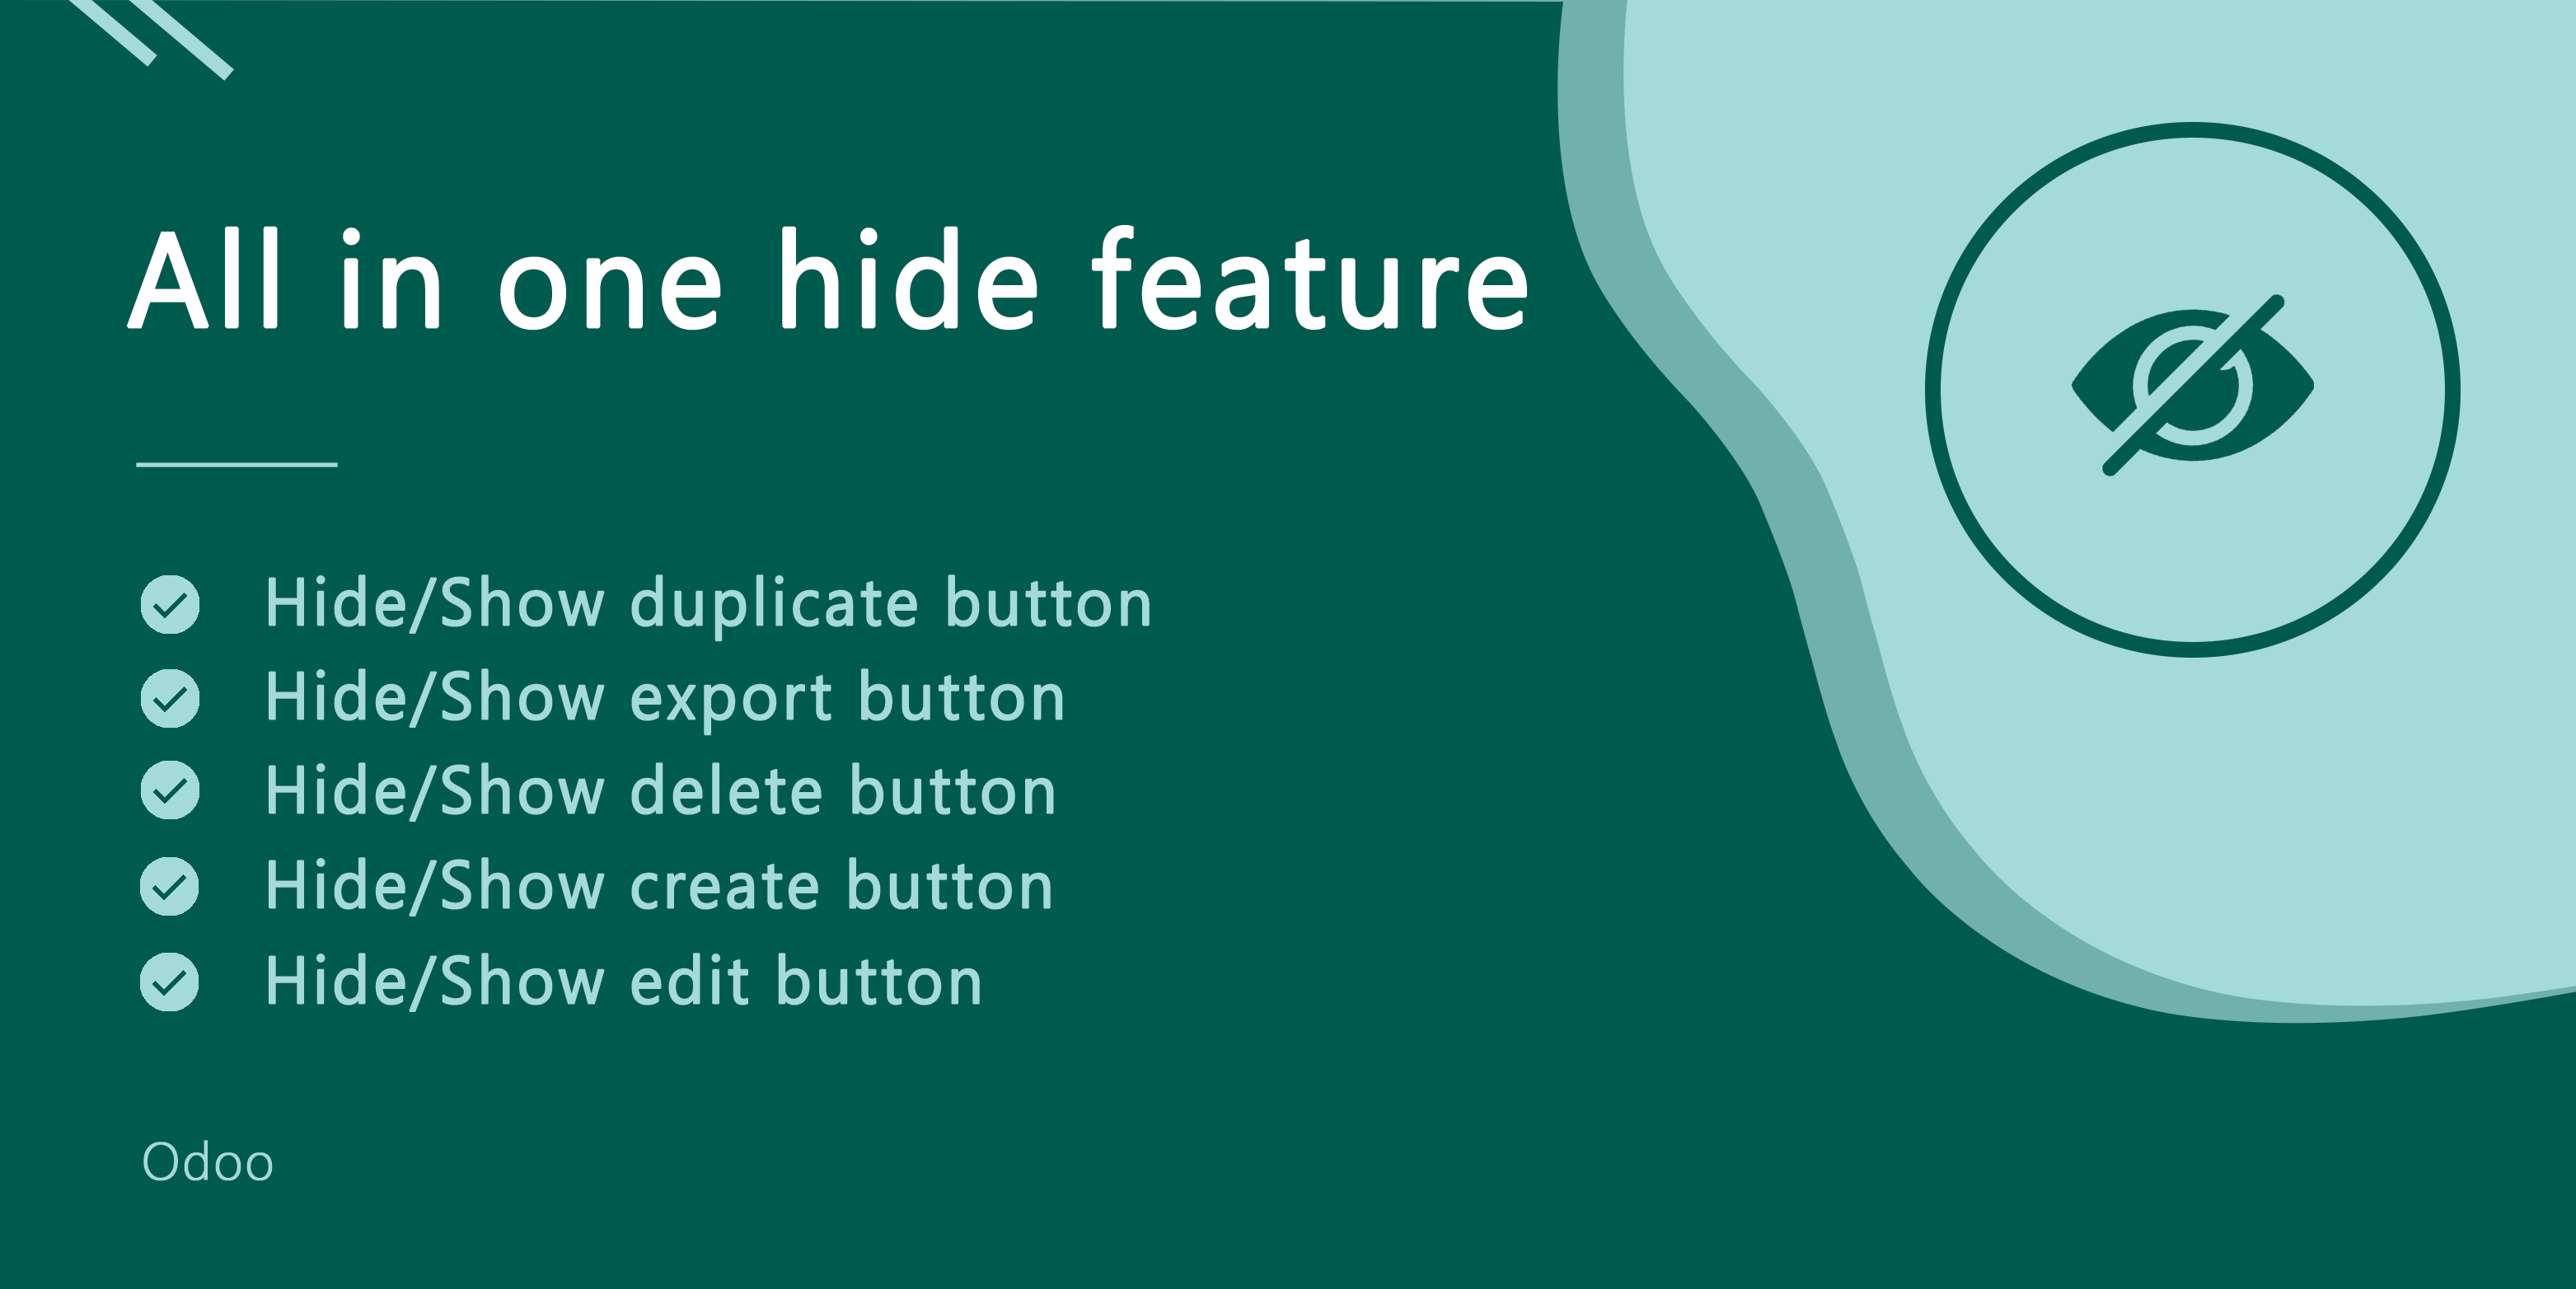 All in one hide feature
Hide/Show duplicate button
Hide/Show export button
Hide/Show delete button
Hide/Show create button
Hide/Show edit button
Odoo